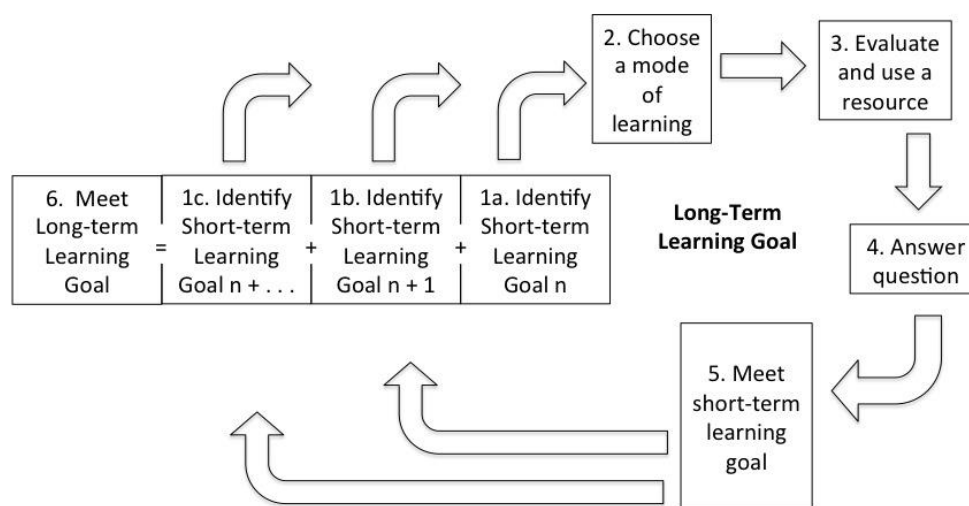 2. Choose
a mode
of
learning
3. Evaluate
and use a
resource
6. Meet
Long-term
Learning
Goal
=
1c. Identify
Short-term
Learning
Goal n + . . .
+
1b. Identify
Short-term
Learning
Goal n + 1
+
1a. Identify
Short-term
Learning
Goal n
Long-Term
Learning Goal
4. Answer
question
5. Meet
short-term
learning
goal